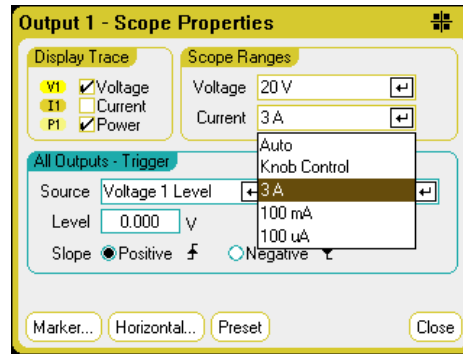 Output 1 - Scope Properties
Display Trace
V1 Voltage
I1 Current
P1 Power
Scope Ranges
Voltage 20 V
Current 3 A
Auto
Knob Control
3 A
100 mA
100 uA
All Outputs - Trigger
Source Voltage 1 Level
Level 0.000 V
Slope Positive Negative
Marker... Horizontal... Preset Close